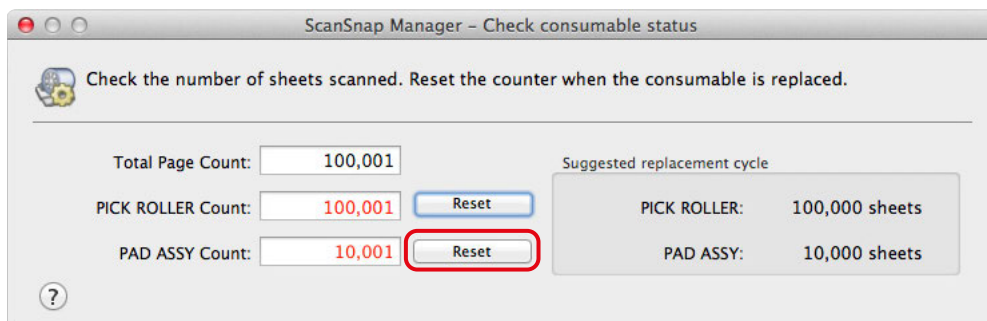 ScanSnap Manager – Check consumable status
Check the number of sheets scanned. Reset the counter when the consumable is replaced.
Total Page Count: 100,001
Suggested replacement cycle
PICK ROLLER Count: 100,001 Reset
PICK ROLLER: 100,000 sheets
PAD ASSY Count: 10,001 Reset
PAD ASSY: 10,000 sheets
?